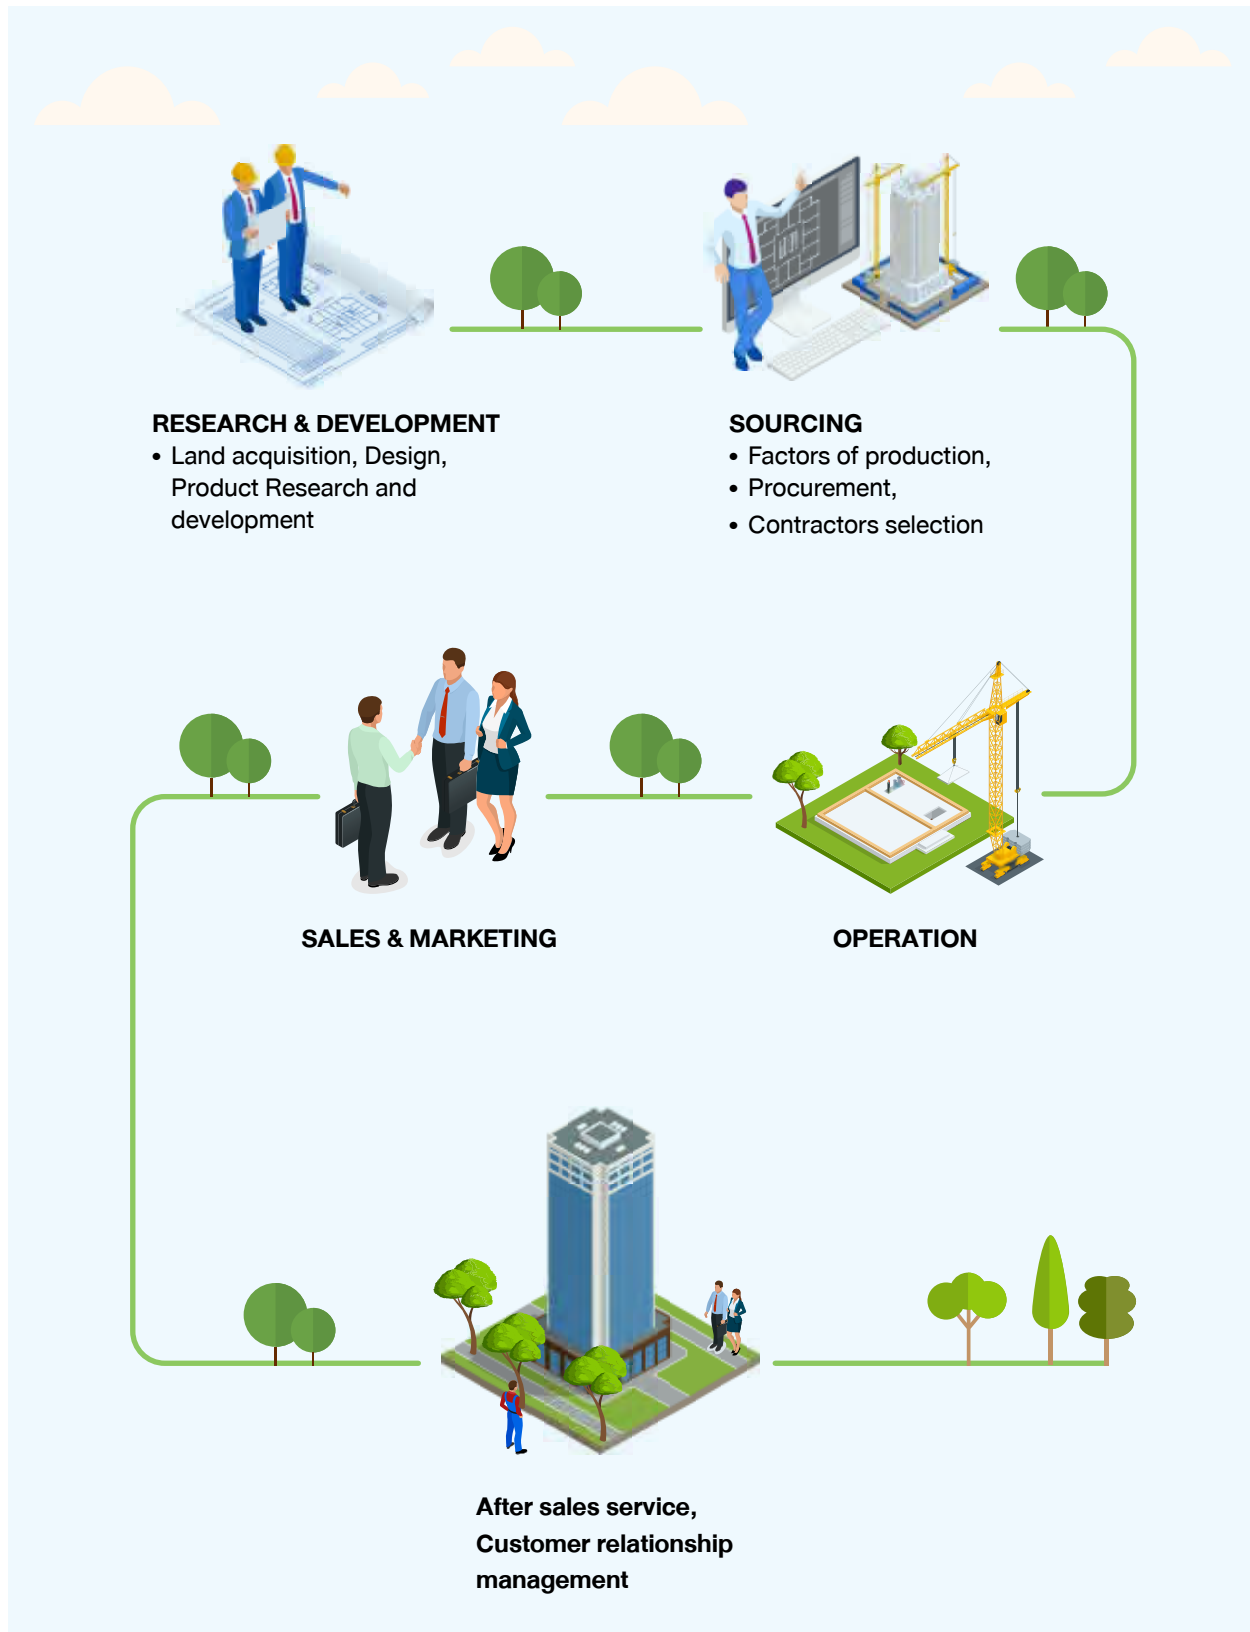 RESEARCH & DEVELOPMENT
• Land acquisition, Design,
Product Research and
development
SOURCING
• Factors of production,
• Procurement,
• Contractors selection
SALES & MARKETING
OPERATION
After sales service,
Customer relationship
management